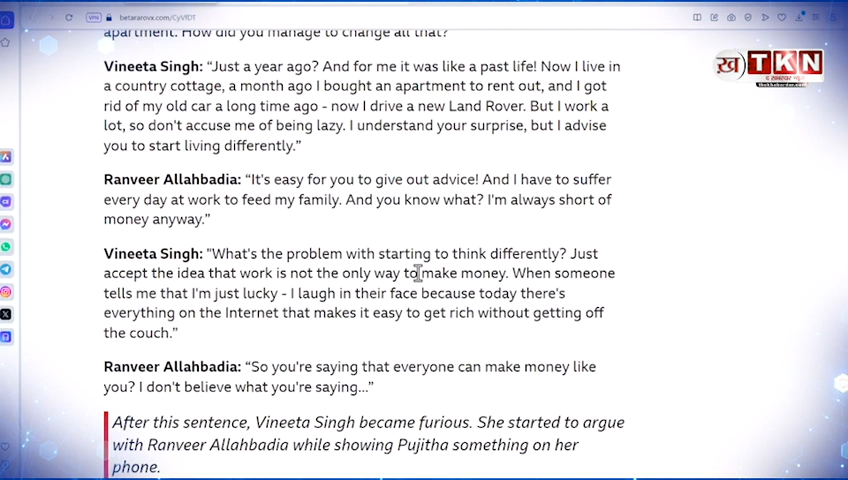 VPN betararovx.com/CyVfDT
apartment. How did you manage to change all that?
Vineeta Singh: “Just a year ago? And for me it was like a past life! Now I live in
a country cottage, a month ago I bought an apartment to rent out, and I got
rid of my old car a long time ago - now I drive a new Land Rover. But I work a
lot, so don't accuse me of being lazy. I understand your surprise, but I advise
you to start living differently.”
Ranveer Allahbadia: “It's easy for you to give out advice! And I have to suffer
every day at work to feed my family. And you know what? I'm always short of
money anyway.”
Vineeta Singh: "What's the problem with starting to think differently? Just
accept the idea that work is not the only way to make money. When someone
tells me that I'm just lucky - I laugh in their face because today there's
everything on the Internet that makes it easy to get rich without getting off
the couch.”
Ranveer Allahbadia: “So you're saying that everyone can make money like
you? I don't believe what you're saying...”
After this sentence, Vineeta Singh became furious. She started to argue
with Ranveer Allahbadia while showing Pujitha something on her
phone.
ख़ TKN
द खबरदार न्यूज
thekhabardar.com